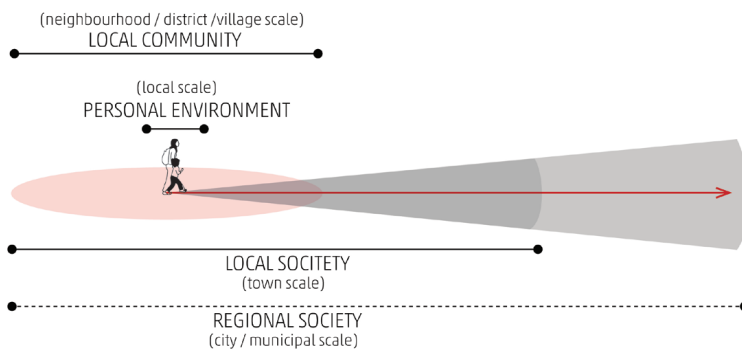 (neighbourhood / district /village scale)
LOCAL COMMUNITY
(local scale)
PERSONAL ENVIRONMENT
LOCAL SOCITETY
(town scale)
REGIONAL SOCIETY
(city / municipal scale)